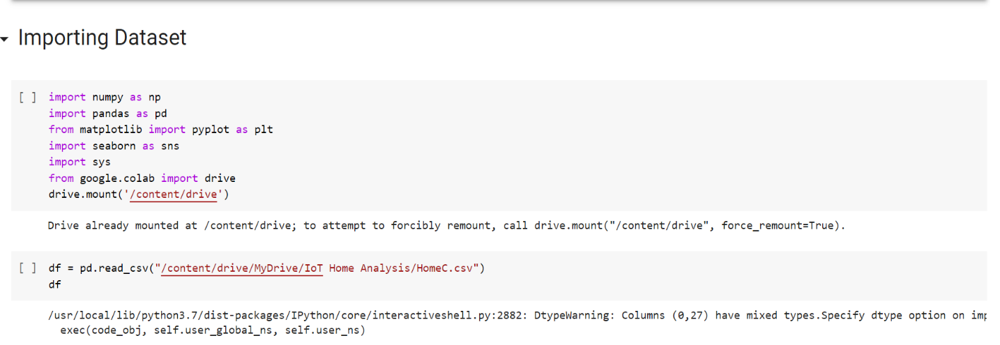 Importing Dataset
[ ] import numpy as np
import pandas as pd
from matplotlib import pyplot as plt
import seaborn as sns
import sys
from google.colab import drive
drive.mount('/content/drive')
Drive already mounted at /content/drive; to attempt to forcibly remount, call drive.mount("/content/drive", force_remount=True).
[ ] df = pd.read_csv("/content/drive/MyDrive/IoT Home Analysis/HomeC.csv")
df
/usr/local/lib/python3.7/dist-packages/IPython/core/interactiveshell.py:2882: DtypeWarning: Columns (0,27) have mixed types.Specify dtype option on
exec(code_obj, self.user_global_ns, self.user_ns)